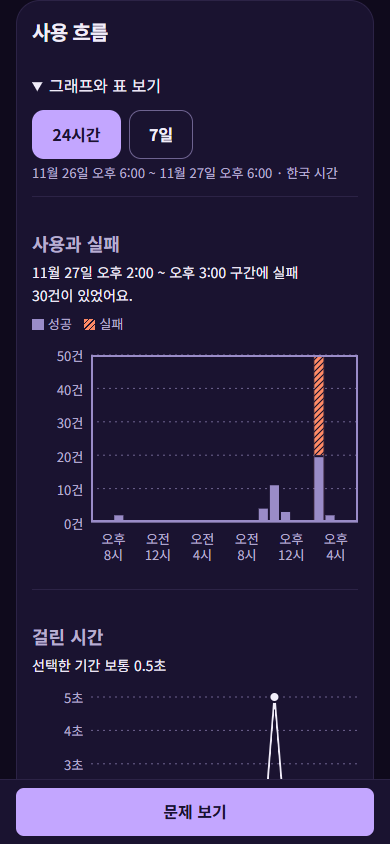 사용 흐름
▼ 그래프와 표 보기
24시간 7일
11월 26일 오후 6:00 ~ 11월 27일 오후 6:00 · 한국 시간
사용과 실패
11월 27일 오후 2:00 ~ 오후 3:00 구간에 실패
30건이 있었어요.
성공 실패
50건
40건
30건
20건
10건
0건
오후 오전 오전 오전 오후 오후
8시 12시 4시 8시 12시 4시
걸린 시간
선택한 기간 보통 0.5초
5초
4초
3초
문제 보기